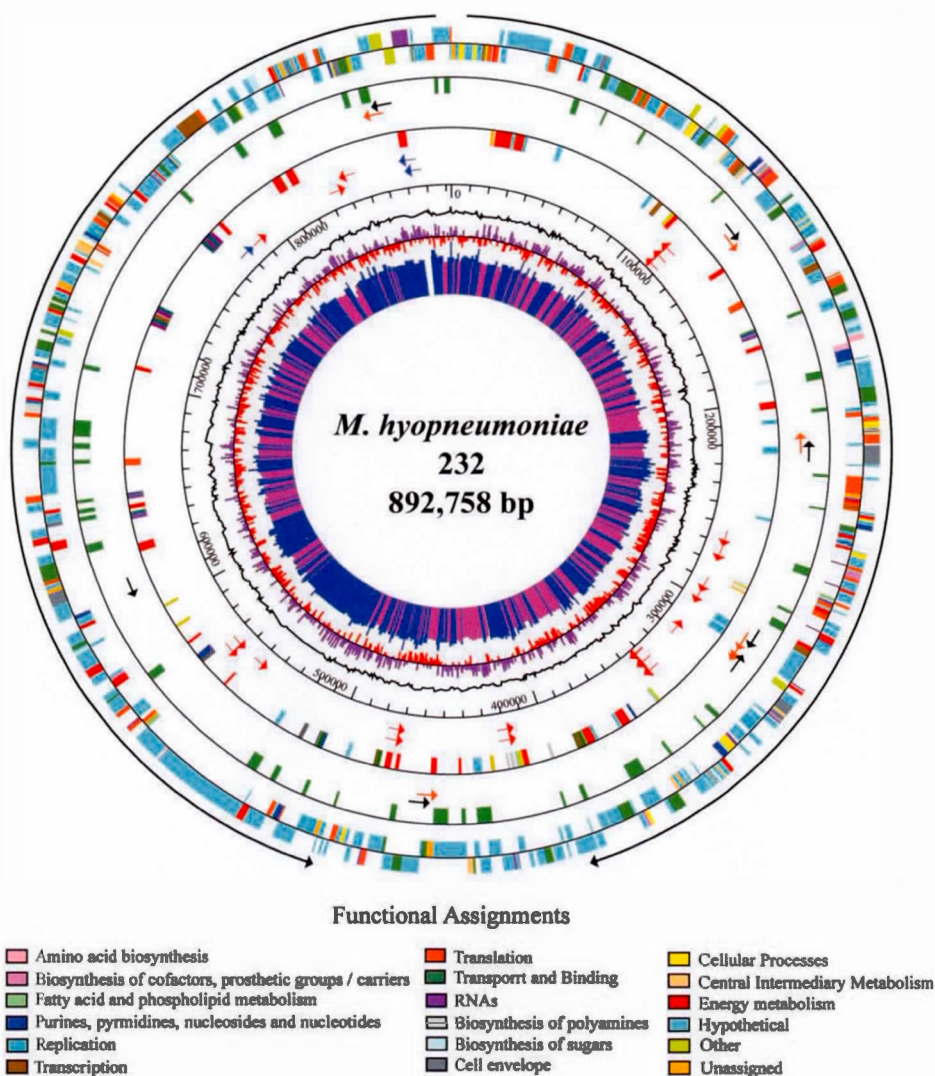 0
100000
200000
300000
400000
500000
600000
700000
800000
M. hyopneumoniae
232
892,758 bp
Functional Assignments
Amino acid biosynthesis
Biosynthesis of cofactors, prosthetic groups / carriers
Fatty acid and phospholipid metabolism
Purines, pyrmidines, nucleosides and nucleotides
Replication
Transcription
Translation
Transporrt and Binding
RNAs
Biosynthesis of polyamines
Biosynthesis of sugars
Cell envelope
Cellular Processes
Central Intermediary Metabolism
Energy metabolism
Hypothetical
Other
Unassigned